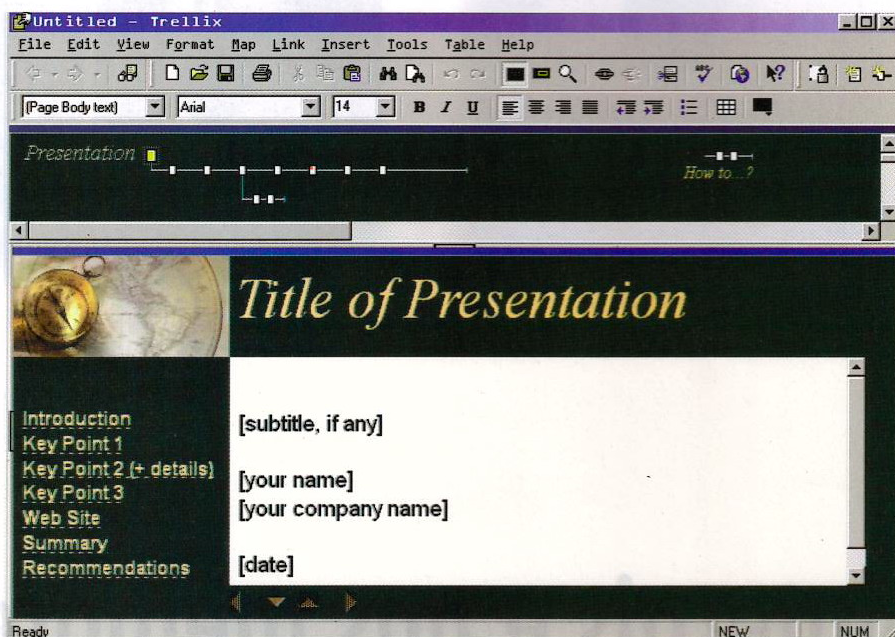 Untitled - Trellix
File Edit View Format Map Link Insert Tools Table Help
(Page Body text) Arial 14 B I U
Presentation
How to...?
Title of Presentation
Introduction
Key Point 1
Key Point 2 (+ details)
Key Point 3
Web Site
Summary
Recommendations
[subtitle, if any]
[your name]
[your company name]
[date]
Ready NEW NUM